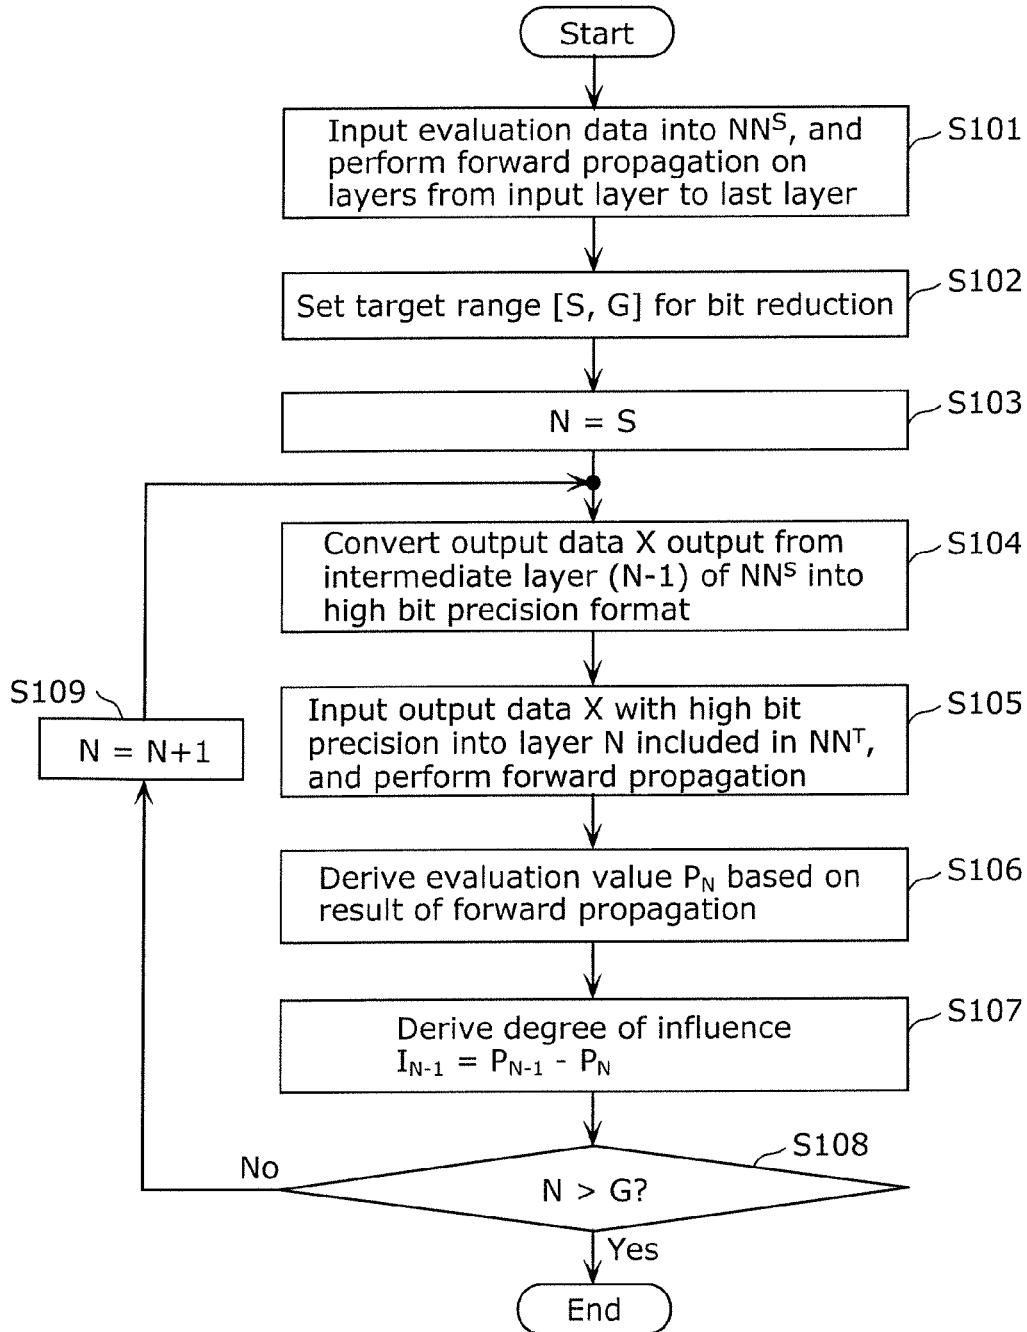 Start
Input evaluation data into NNS, and
perform forward propagation on
layers from input layer to last layer
S101
Set target range [S, G] for bit reduction
S102
N = S
S103
Convert output data X output from
intermediate layer (N-1) of NNS into
high bit precision format
S104
S109
N = N+1
Input output data X with high bit
precision into layer N included in NNT,
and perform forward propagation
S105
Derive evaluation value PN based on
result of forward propagation
S106
Derive degree of influence
IN-1 = PN-1 - PN
S107
S108
No
N > G?
Yes
End